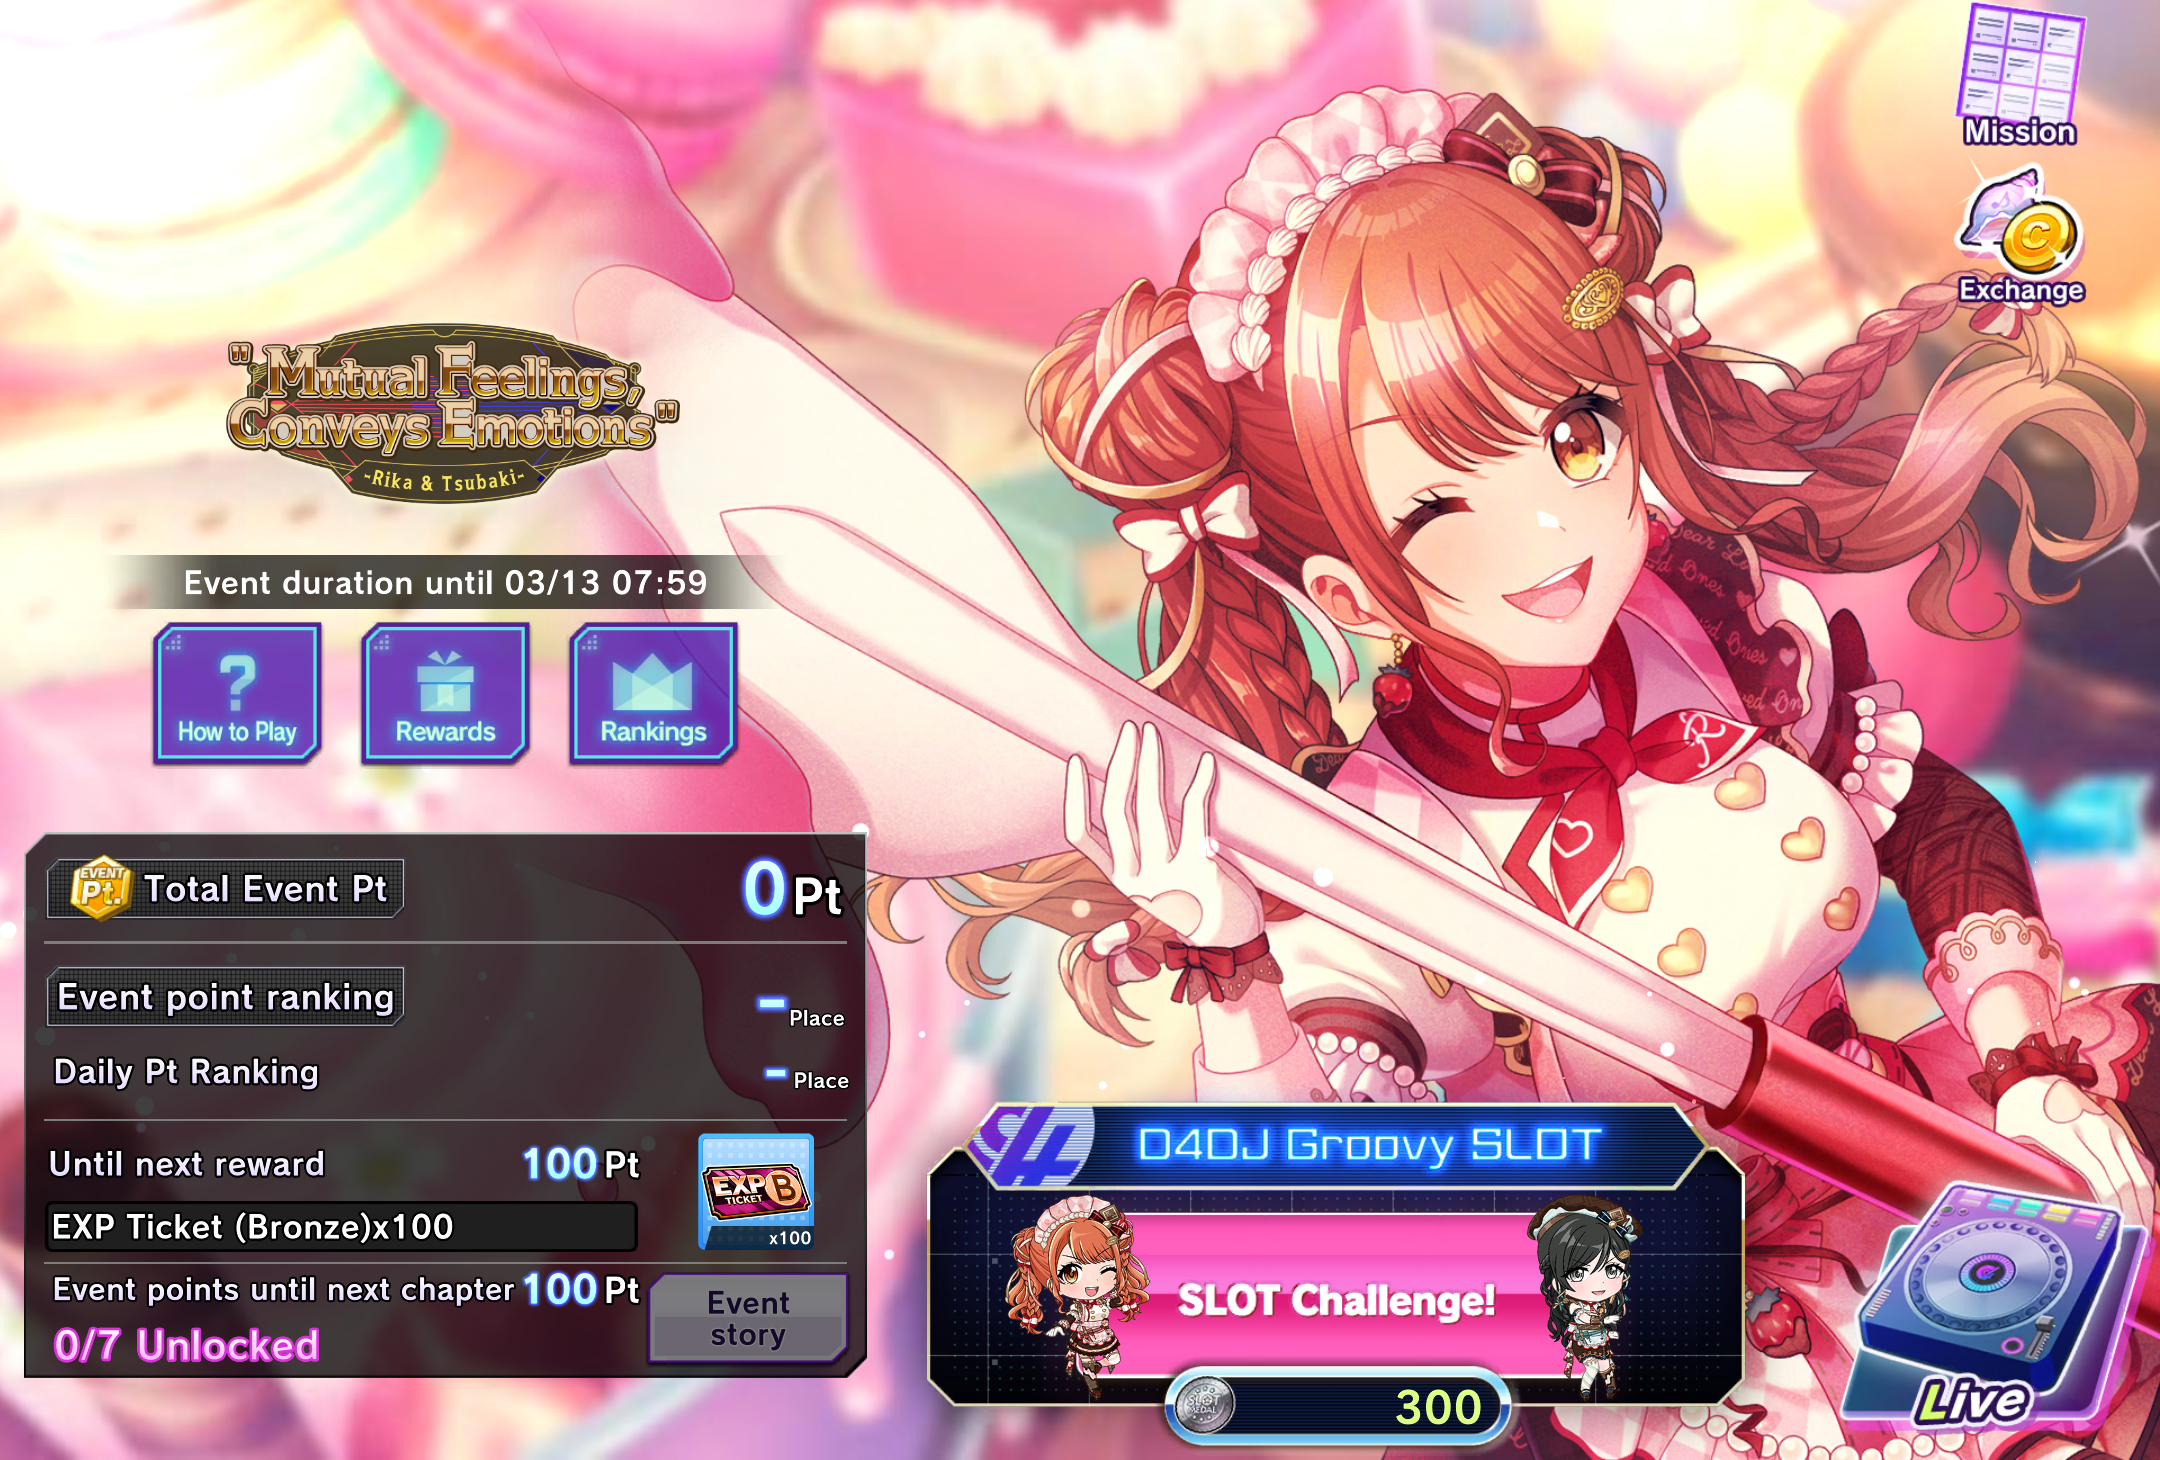 Mission
Exchange
"Mutual Feelings,
Conveys Emotions"
-Rika & Tsubaki-
Event duration until 03/13 07:59
How to Play
Rewards
Rankings
EVENT
Pt.
Total Event Pt
0 Pt
Event point ranking
- Place
Daily Pt Ranking
- Place
Until next reward
100 Pt
EXP Ticket (Bronze)x100
EXP
TICKET
B
x100
Event points until next chapter 100 Pt
0/7 Unlocked
Event
story
D4DJ Groovy SLOT
SLOT Challenge!
SLOT
MEDAL
300
Live
R
C